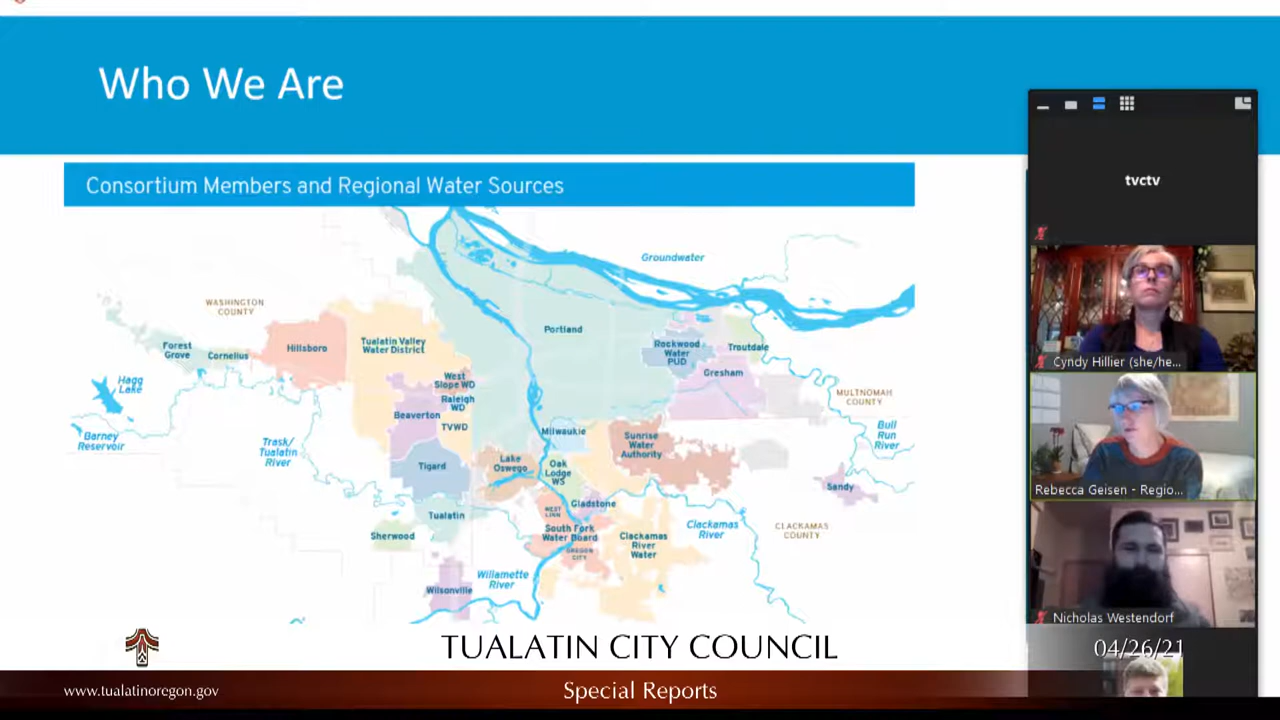 Who We Are
Consortium Members and Regional Water Sources
Groundwater
WASHINGTON
COUNTY
Portland
Forest
Grove
Cornelius
Hillsboro
Tualatin Valley
Water District
Rockwood
Water
PUD
Troutdale
Gresham
Hagg
Lake
West
Slope WD
Raleigh
WD
Beaverton
TVWD
MULTNOMAH
COUNTY
Barney
Reservoir
Trask/
Tualatin
River
Milwaukie
Sunrise
Water
Authority
Bull
Run
River
Tigard
Lake
Oswego
Oak
Lodge
WS
Sandy
Tualatin
Gladstone
WEST
LINN
Sherwood
South Fork
Water Board
OREGON
CITY
Clackamas
River
Water
Clackamas
River
CLACKAMAS
COUNTY
Willamette
River
Wilsonville
tvctv
Cyndy Hillier (she/he...
Rebecca Geisen - Regio...
Nicholas Westendorf
TUALATIN CITY COUNCIL
04/26/21
www.tualatinoregon.gov
Special Reports